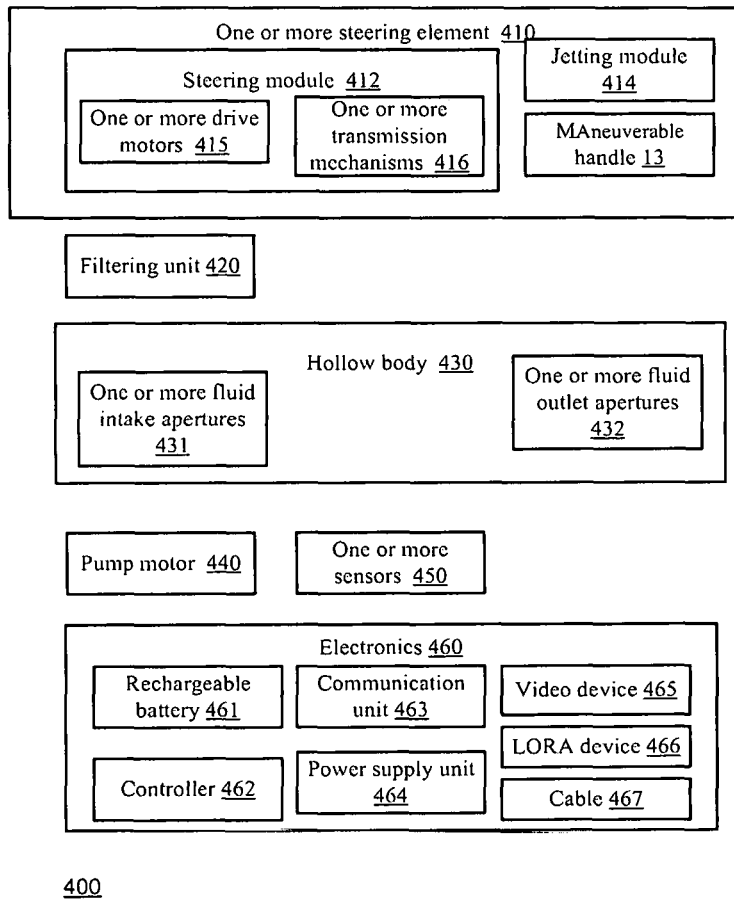 One or more steering element 410
Steering module 412
One or more drive
motors 415
One or more
transmission
mechanisms 416
Jetting module
414
MAneuverable
handle 13
Filtering unit 420
Hollow body 430
One or more fluid
intake apertures
431
One or more fluid
outlet apertures
432
Pump motor 440
One or more
sensors 450
Electronics 460
Rechargeable
battery 461
Communication
unit 463
Video device 465
LORA device 466
Controller 462
Power supply unit
464
Cable 467
400